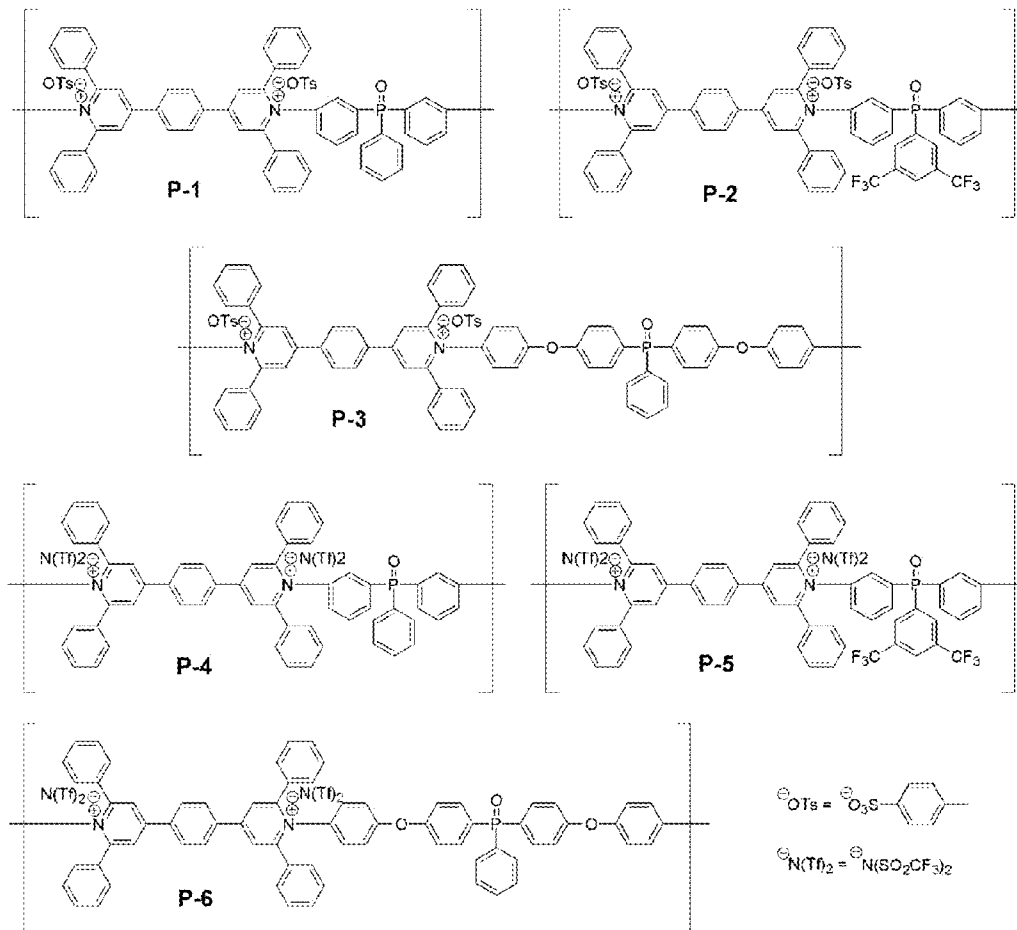 OTs⊖ ⊖OTs O OTs⊖ ⊖OTs O
N+ N+ P N+ N+ P
F₃C CF₃
P-1 P-2
O
OTs⊖ ⊖OTs
N+ N+ O P O
P-3
N(Tf)2⊖ ⊖N(Tf)2 O N(Tf)2⊖ ⊖N(Tf)2 O
N+ N+ P N+ N+ P
F₃C CF₃
P-4 P-5
N(Tf)₂⊖ ⊖N(Tf)₂ O
N+ N+ O P O
P-6
⊖OTs = ⊖O₃S
⊖N(Tf)₂ = ⊖N(SO₂CF₃)₂